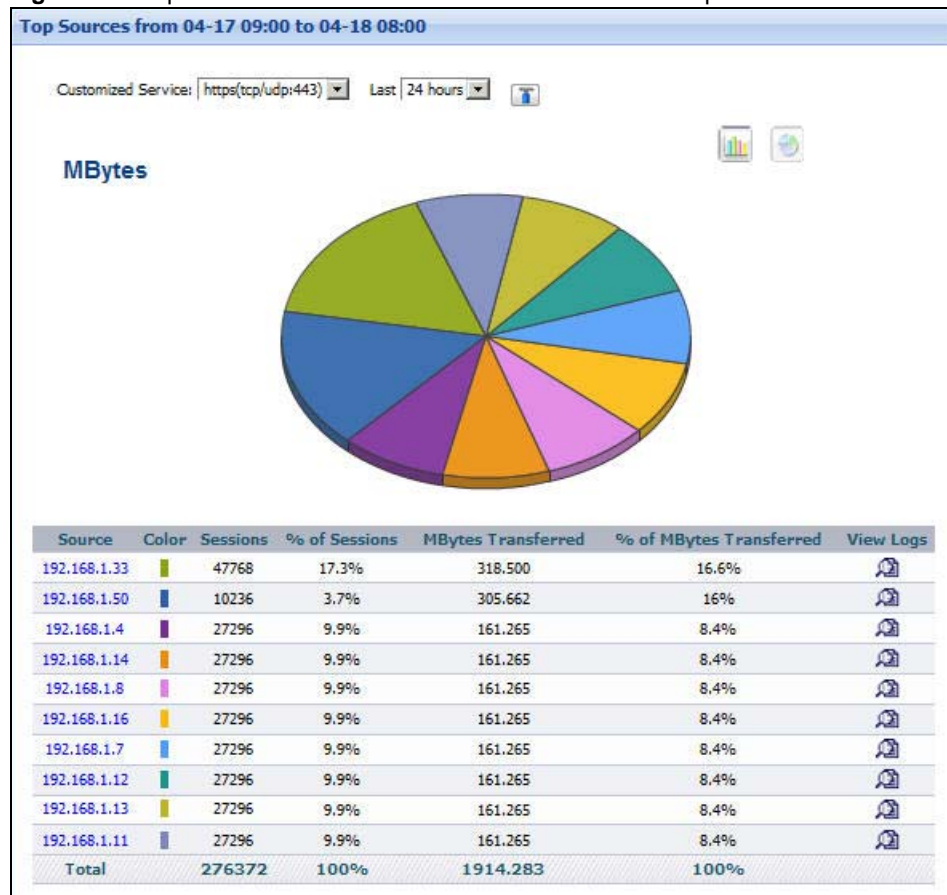 Top Sources from 04-17 09:00 to 04-18 08:00
Customized Service: https(tcp/udp:443) Last 24 hours
MBytes
Source Color Sessions % of Sessions MBytes Transferred % of MBytes Transferred View Logs
192.168.1.33 47768 17.3% 318.500 16.6%
192.168.1.50 10236 3.7% 305.662 16%
192.168.1.4 27296 9.9% 161.265 8.4%
192.168.1.14 27296 9.9% 161.265 8.4%
192.168.1.8 27296 9.9% 161.265 8.4%
192.168.1.16 27296 9.9% 161.265 8.4%
192.168.1.7 27296 9.9% 161.265 8.4%
192.168.1.12 27296 9.9% 161.265 8.4%
192.168.1.13 27296 9.9% 161.265 8.4%
192.168.1.11 27296 9.9% 161.265 8.4%
Total 276372 100% 1914.283 100%